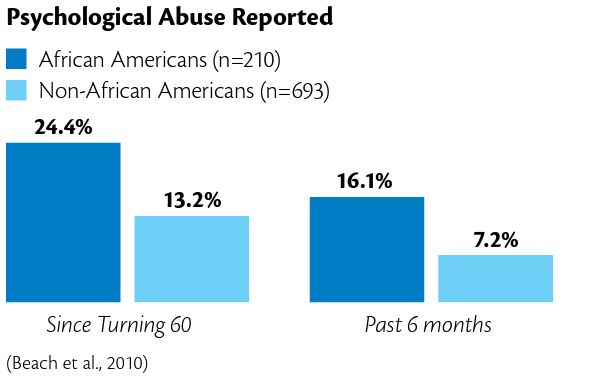 Psychological Abuse Reported
African Americans (n=210)
Non-African Americans (n=693)
24.4%
13.2%
16.1%
7.2%
Since Turning 60
Past 6 months
(Beach et al., 2010)